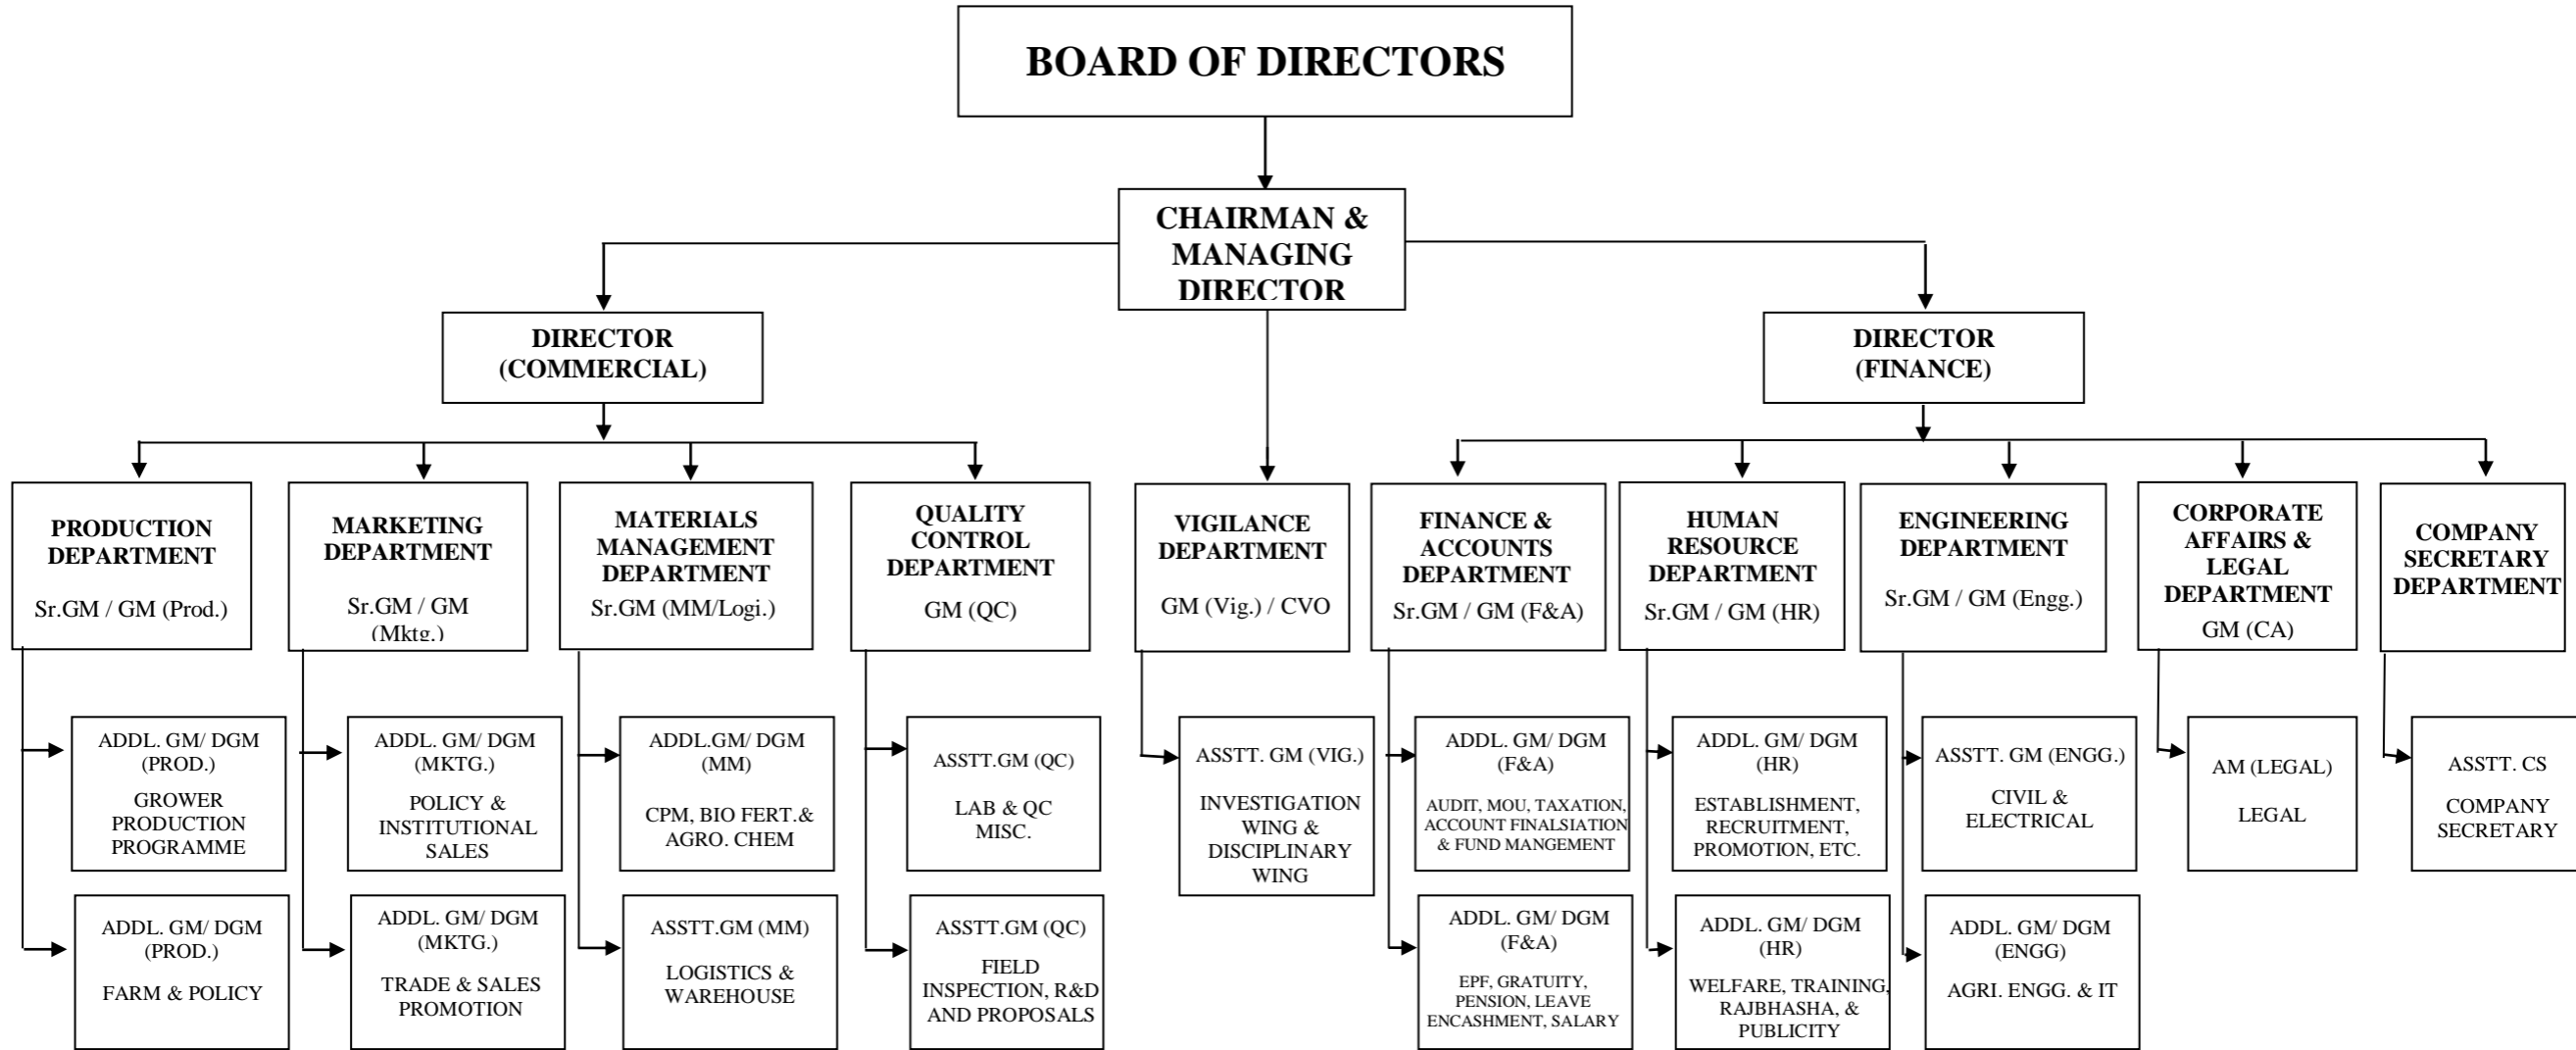 BOARD OF DIRECTORS
CHAIRMAN &
MANAGING
DIRECTOR
DIRECTOR
(COMMERCIAL)
DIRECTOR
(FINANCE)
PRODUCTION
DEPARTMENT
Sr.GM / GM (Prod.)
MARKETING
DEPARTMENT
Sr.GM / GM
(Mktg.)
MATERIALS
MANAGEMENT
DEPARTMENT
Sr.GM (MM/Logi.)
QUALITY
CONTROL
DEPARTMENT
GM (QC)
VIGILANCE
DEPARTMENT
GM (Vig.) / CVO
FINANCE &
ACCOUNTS
DEPARTMENT
Sr.GM / GM (F&A)
HUMAN
RESOURCE
DEPARTMENT
Sr.GM / GM (HR)
ENGINEERING
DEPARTMENT
Sr.GM / GM (Engg.)
CORPORATE
AFFAIRS &
LEGAL
DEPARTMENT
GM (CA)
COMPANY
SECRETARY
DEPARTMENT
ADDL. GM/ DGM
(PROD.)
GROWER
PRODUCTION
PROGRAMME
ADDL. GM/ DGM
(MKTG.)
POLICY &
INSTITUTIONAL
SALES
ADDL.GM/ DGM
(MM)
CPM, BIO FERT.&
AGRO. CHEM
ASSTT.GM (QC)
LAB & QC
MISC.
ASSTT. GM (VIG.)
INVESTIGATION
WING &
DISCIPLINARY
WING
ADDL. GM/ DGM
(F&A)
AUDIT, MOU, TAXATION,
ACCOUNT FINALSIATION
& FUND MANGEMENT
ADDL. GM/ DGM
(HR)
ESTABLISHMENT,
RECRUITMENT,
PROMOTION, ETC.
ASSTT. GM (ENGG.)
CIVIL &
ELECTRICAL
AM (LEGAL)
LEGAL
ASSTT. CS
COMPANY
SECRETARY
ADDL. GM/ DGM
(PROD.)
FARM & POLICY
ADDL. GM/ DGM
(MKTG.)
TRADE & SALES
PROMOTION
ASSTT.GM (MM)
LOGISTICS &
WAREHOUSE
ASSTT.GM (QC)
FIELD
INSPECTION, R&D
AND PROPOSALS
ADDL. GM/ DGM
(F&A)
EPF, GRATUITY,
PENSION, LEAVE
ENCASHMENT, SALARY
ADDL. GM/ DGM
(HR)
WELFARE, TRAINING,
RAJBHASHA, &
PUBLICITY
ADDL. GM/ DGM
(ENGG)
AGRI. ENGG. & IT